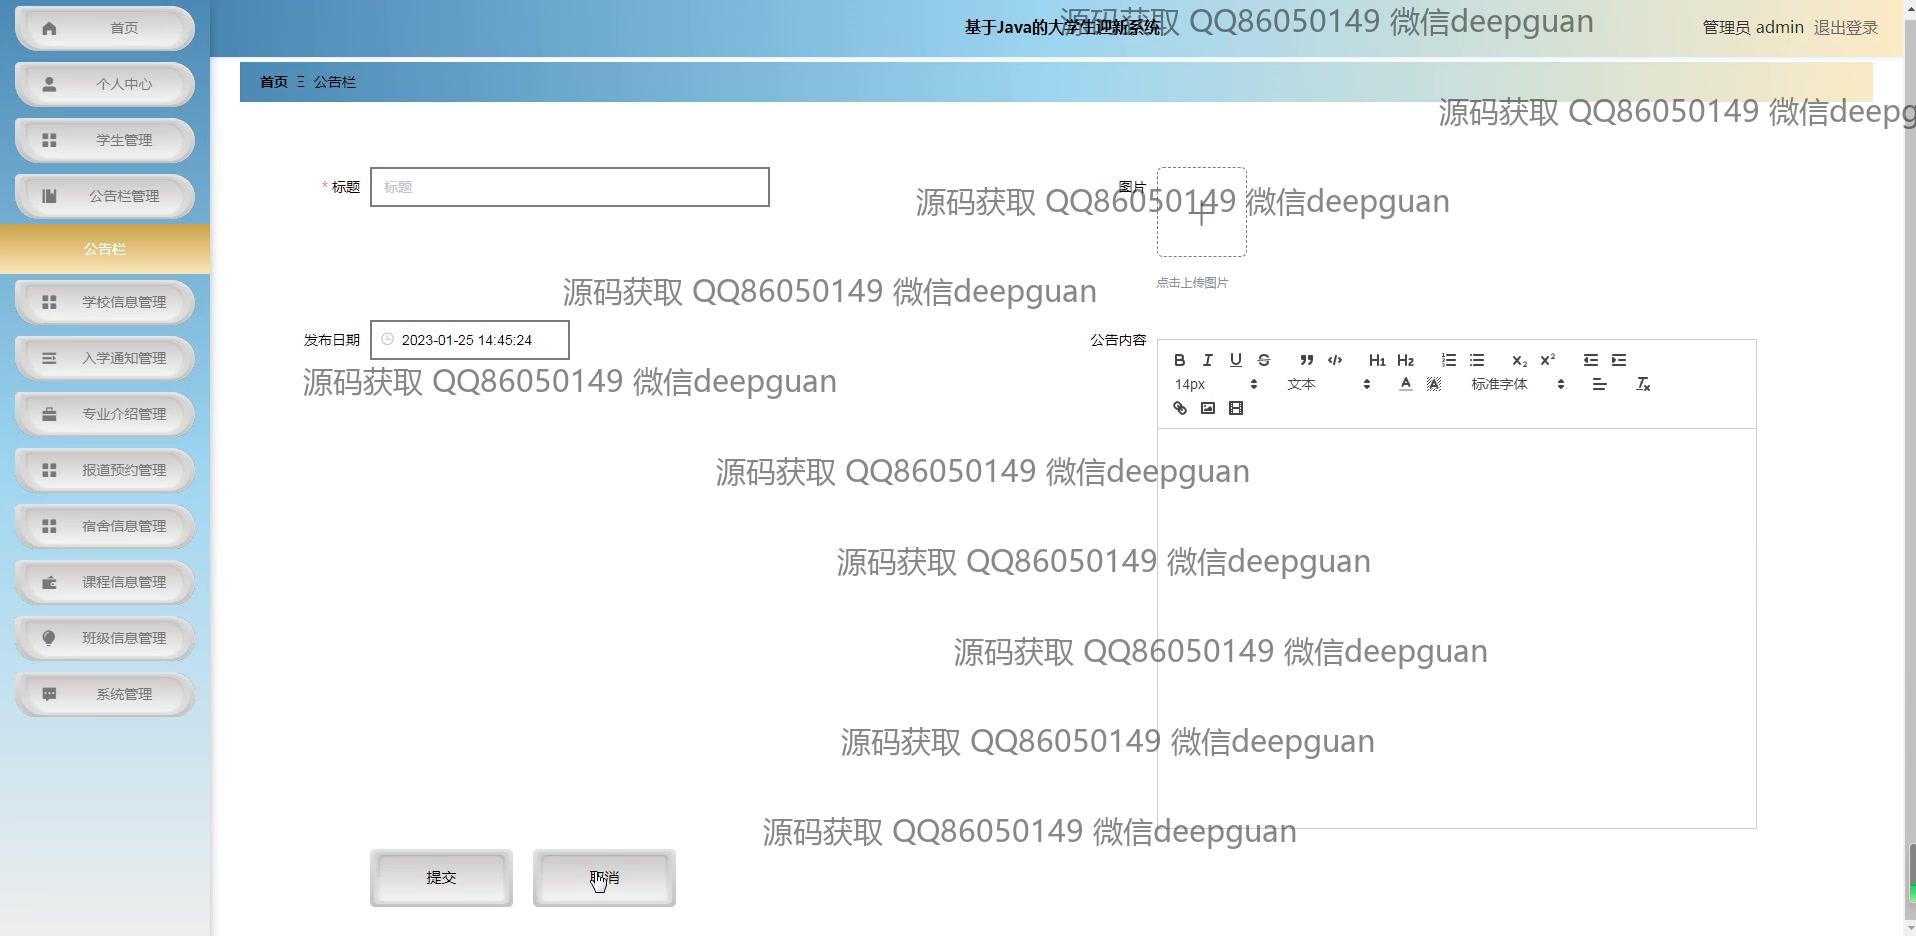 首页
个人中心
学生管理
公告栏管理
公告栏
学校信息管理
入学通知管理
专业介绍管理
报道预约管理
宿舍信息管理
课程信息管理
班级信息管理
系统管理
基于Java的大学生迎新系统
源码获取 QQ86050149 微信deepguan
管理员 admin 退出登录
首页 公告栏
源码获取 QQ86050149 微信deepg
* 标题 标题
图片
源码获取 QQ86050149 微信deepguan
点击上传图片
源码获取 QQ86050149 微信deepguan
发布日期 2023-01-25 14:45:24
公告内容
B I U S H1 H2 X2 X2
14px 文本 A A 标准字体 Tx
源码获取 QQ86050149 微信deepguan
源码获取 QQ86050149 微信deepguan
源码获取 QQ86050149 微信deepguan
源码获取 QQ86050149 微信deepguan
源码获取 QQ86050149 微信deepguan
源码获取 QQ86050149 微信deepguan
提交 取消